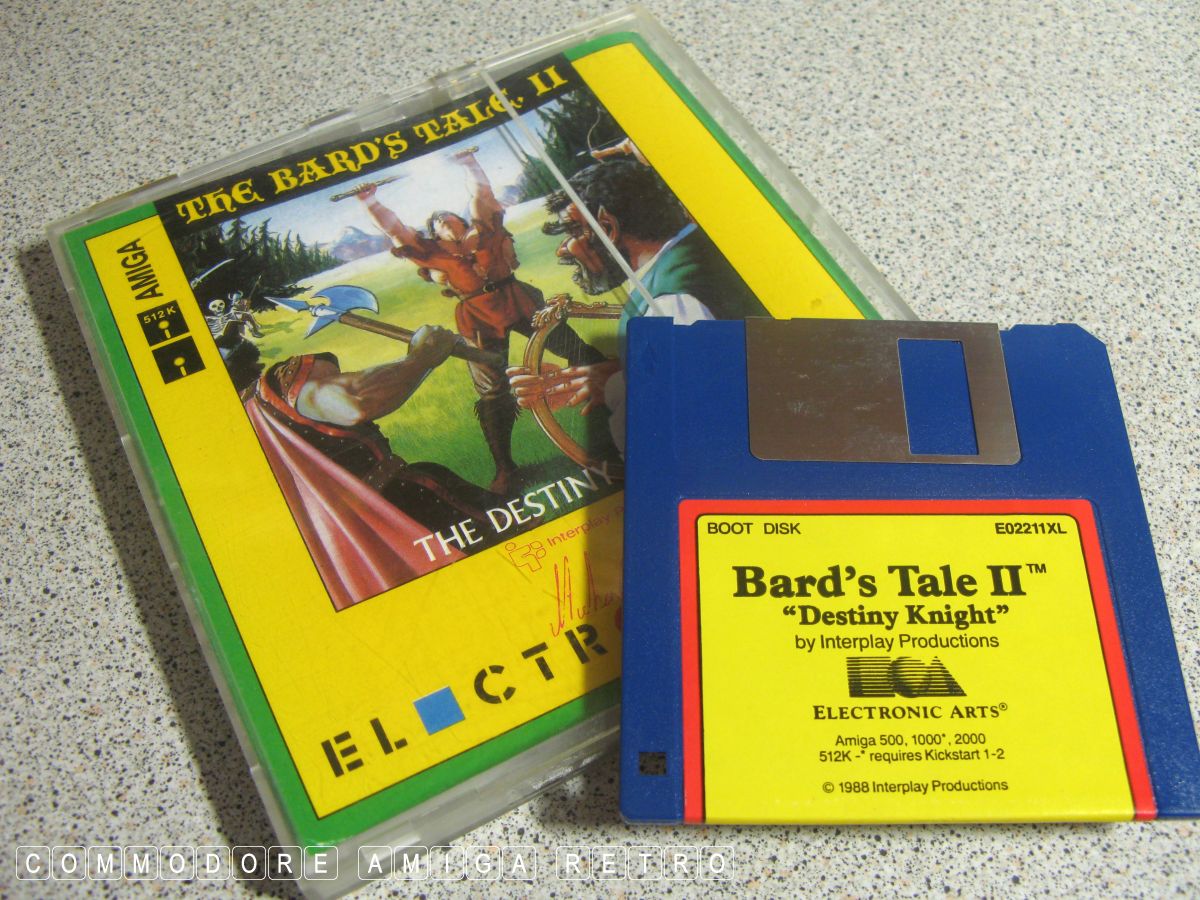 THE BARD'S TALE II
AMIGA
512K
THE DESTINY
Interplay
EL CTR
BOOT DISK E02211XL
Bard's Tale II™
"Destiny Knight"
by Interplay Productions
ECA
ELECTRONIC ARTS®
Amiga 500, 1000*, 2000
512K -* requires Kickstart 1-2
© 1988 Interplay Productions
COMMODORE AMIGA RETRO